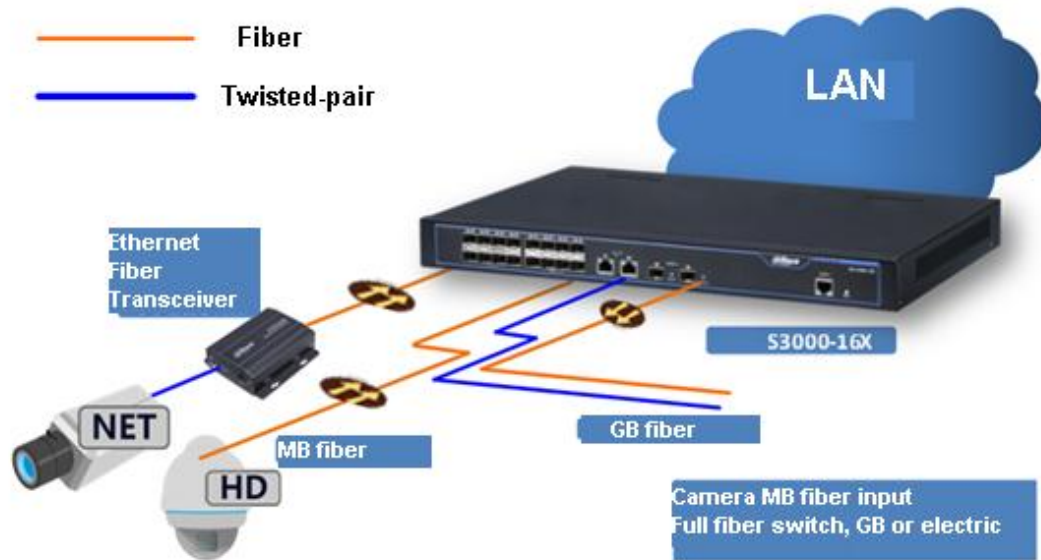 Fiber
Twisted-pair
LAN
Ethernet
Fiber
Transceiver
S3000-16X
NET
HD
MB fiber
GB fiber
Camera MB fiber input
Full fiber switch, GB or electric